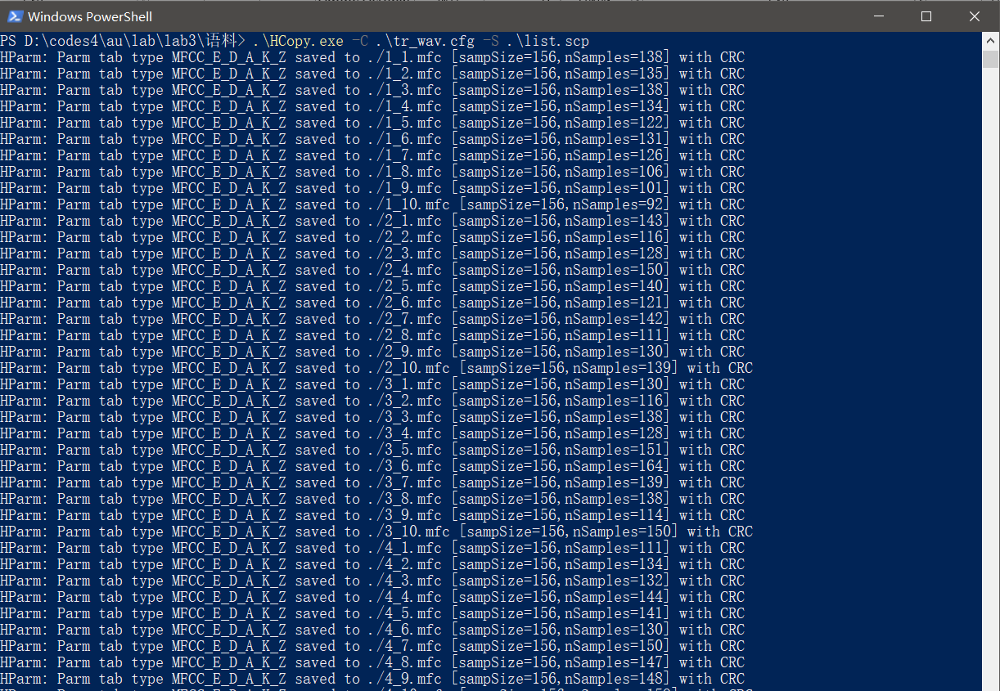 Windows PowerShell
PS D:\codes4\au\lab\lab3\语料> .\HCopy.exe -C .\tr_wav.cfg -S .\list.scp
HParm: Parm tab type MFCC_E_D_A_K_Z saved to ./1_1.mfc [sampSize=156,nSamples=138] with CRC
HParm: Parm tab type MFCC_E_D_A_K_Z saved to ./1_2.mfc [sampSize=156,nSamples=135] with CRC
HParm: Parm tab type MFCC_E_D_A_K_Z saved to ./1_3.mfc [sampSize=156,nSamples=138] with CRC
HParm: Parm tab type MFCC_E_D_A_K_Z saved to ./1_4.mfc [sampSize=156,nSamples=134] with CRC
HParm: Parm tab type MFCC_E_D_A_K_Z saved to ./1_5.mfc [sampSize=156,nSamples=122] with CRC
HParm: Parm tab type MFCC_E_D_A_K_Z saved to ./1_6.mfc [sampSize=156,nSamples=131] with CRC
HParm: Parm tab type MFCC_E_D_A_K_Z saved to ./1_7.mfc [sampSize=156,nSamples=126] with CRC
HParm: Parm tab type MFCC_E_D_A_K_Z saved to ./1_8.mfc [sampSize=156,nSamples=106] with CRC
HParm: Parm tab type MFCC_E_D_A_K_Z saved to ./1_9.mfc [sampSize=156,nSamples=101] with CRC
HParm: Parm tab type MFCC_E_D_A_K_Z saved to ./1_10.mfc [sampSize=156,nSamples=92] with CRC
HParm: Parm tab type MFCC_E_D_A_K_Z saved to ./2_1.mfc [sampSize=156,nSamples=143] with CRC
HParm: Parm tab type MFCC_E_D_A_K_Z saved to ./2_2.mfc [sampSize=156,nSamples=116] with CRC
HParm: Parm tab type MFCC_E_D_A_K_Z saved to ./2_3.mfc [sampSize=156,nSamples=128] with CRC
HParm: Parm tab type MFCC_E_D_A_K_Z saved to ./2_4.mfc [sampSize=156,nSamples=150] with CRC
HParm: Parm tab type MFCC_E_D_A_K_Z saved to ./2_5.mfc [sampSize=156,nSamples=140] with CRC
HParm: Parm tab type MFCC_E_D_A_K_Z saved to ./2_6.mfc [sampSize=156,nSamples=121] with CRC
HParm: Parm tab type MFCC_E_D_A_K_Z saved to ./2_7.mfc [sampSize=156,nSamples=142] with CRC
HParm: Parm tab type MFCC_E_D_A_K_Z saved to ./2_8.mfc [sampSize=156,nSamples=111] with CRC
HParm: Parm tab type MFCC_E_D_A_K_Z saved to ./2_9.mfc [sampSize=156,nSamples=130] with CRC
HParm: Parm tab type MFCC_E_D_A_K_Z saved to ./2_10.mfc [sampSize=156,nSamples=139] with CRC
HParm: Parm tab type MFCC_E_D_A_K_Z saved to ./3_1.mfc [sampSize=156,nSamples=130] with CRC
HParm: Parm tab type MFCC_E_D_A_K_Z saved to ./3_2.mfc [sampSize=156,nSamples=116] with CRC
HParm: Parm tab type MFCC_E_D_A_K_Z saved to ./3_3.mfc [sampSize=156,nSamples=138] with CRC
HParm: Parm tab type MFCC_E_D_A_K_Z saved to ./3_4.mfc [sampSize=156,nSamples=128] with CRC
HParm: Parm tab type MFCC_E_D_A_K_Z saved to ./3_5.mfc [sampSize=156,nSamples=151] with CRC
HParm: Parm tab type MFCC_E_D_A_K_Z saved to ./3_6.mfc [sampSize=156,nSamples=164] with CRC
HParm: Parm tab type MFCC_E_D_A_K_Z saved to ./3_7.mfc [sampSize=156,nSamples=139] with CRC
HParm: Parm tab type MFCC_E_D_A_K_Z saved to ./3_8.mfc [sampSize=156,nSamples=138] with CRC
HParm: Parm tab type MFCC_E_D_A_K_Z saved to ./3_9.mfc [sampSize=156,nSamples=114] with CRC
HParm: Parm tab type MFCC_E_D_A_K_Z saved to ./3_10.mfc [sampSize=156,nSamples=150] with CRC
HParm: Parm tab type MFCC_E_D_A_K_Z saved to ./4_1.mfc [sampSize=156,nSamples=111] with CRC
HParm: Parm tab type MFCC_E_D_A_K_Z saved to ./4_2.mfc [sampSize=156,nSamples=134] with CRC
HParm: Parm tab type MFCC_E_D_A_K_Z saved to ./4_3.mfc [sampSize=156,nSamples=132] with CRC
HParm: Parm tab type MFCC_E_D_A_K_Z saved to ./4_4.mfc [sampSize=156,nSamples=144] with CRC
HParm: Parm tab type MFCC_E_D_A_K_Z saved to ./4_5.mfc [sampSize=156,nSamples=141] with CRC
HParm: Parm tab type MFCC_E_D_A_K_Z saved to ./4_6.mfc [sampSize=156,nSamples=130] with CRC
HParm: Parm tab type MFCC_E_D_A_K_Z saved to ./4_7.mfc [sampSize=156,nSamples=150] with CRC
HParm: Parm tab type MFCC_E_D_A_K_Z saved to ./4_8.mfc [sampSize=156,nSamples=147] with CRC
HParm: Parm tab type MFCC_E_D_A_K_Z saved to ./4_9.mfc [sampSize=156,nSamples=148] with CRC